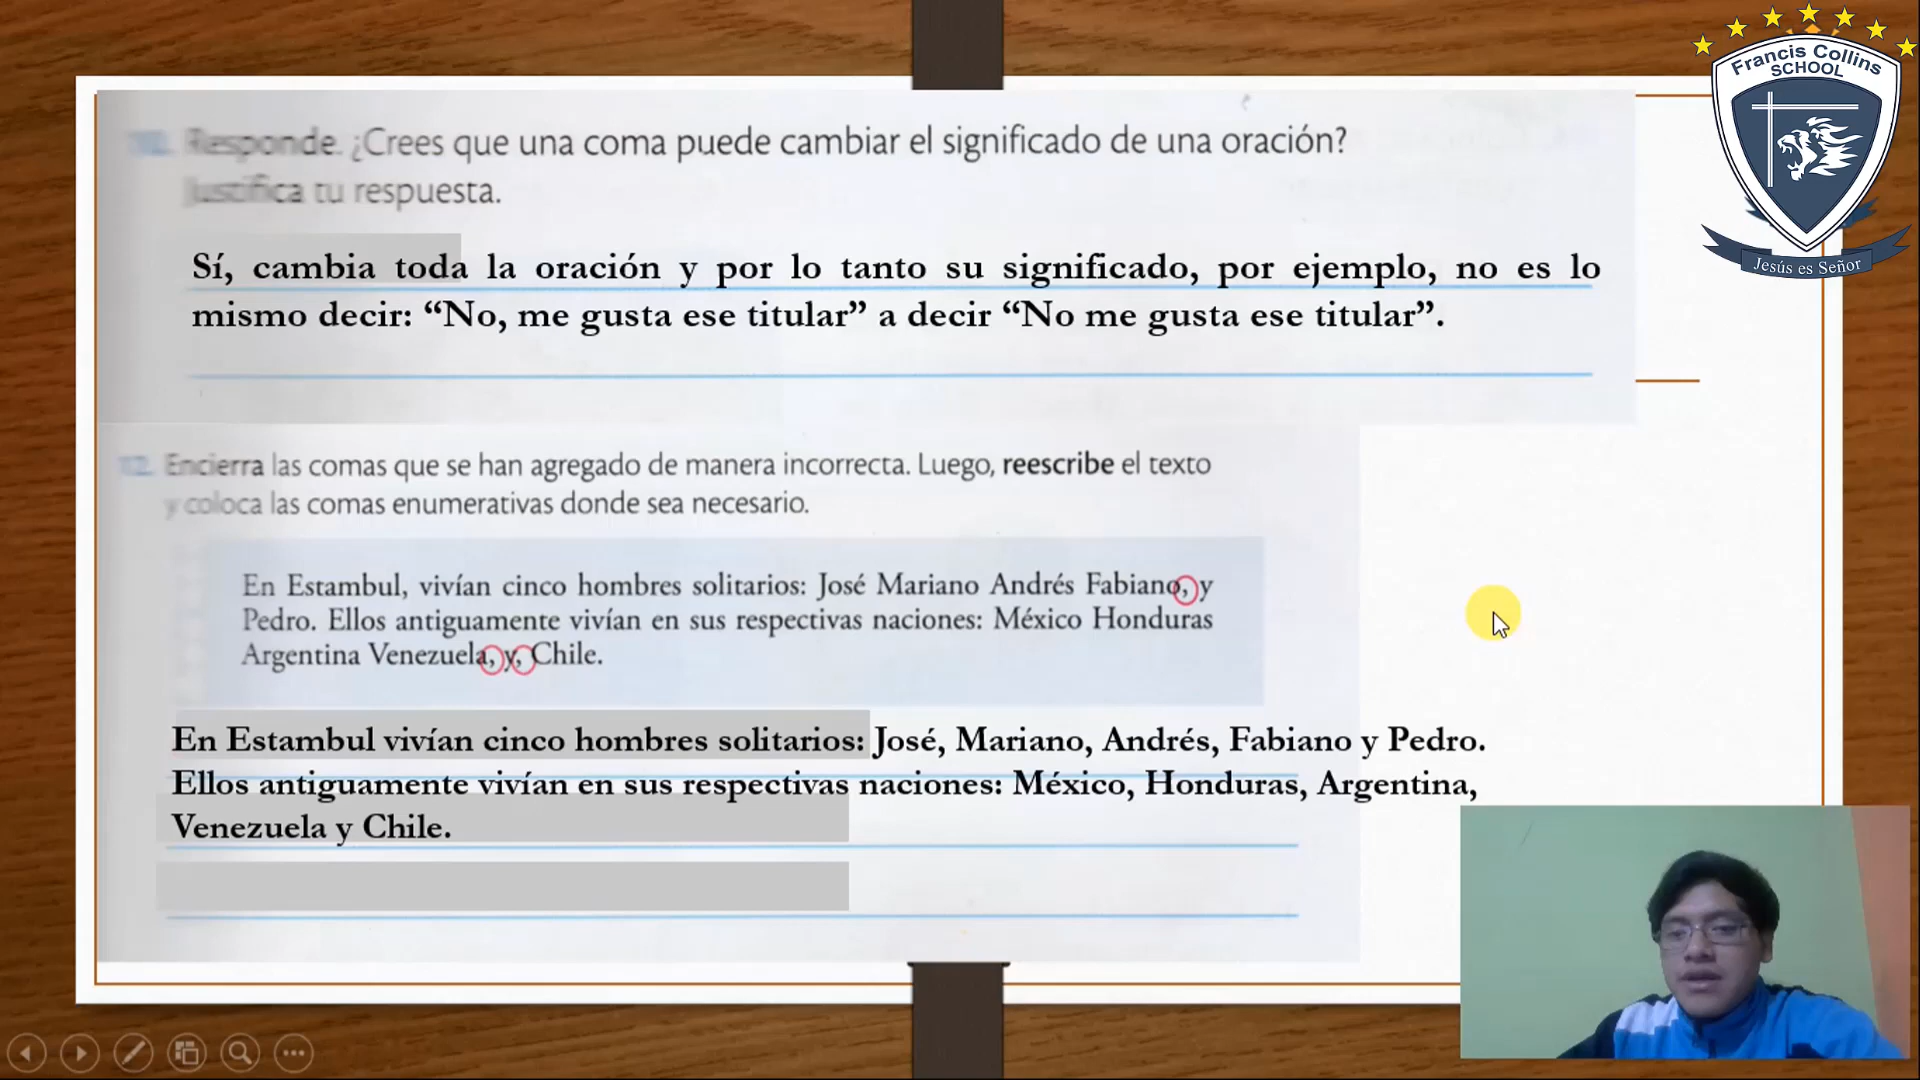 Francis Collins
SCHOOL
Jesús es Señor
10. Responde. ¿Crees que una coma puede cambiar el significado de una oración?
Justifica tu respuesta.
Sí, cambia toda la oración y por lo tanto su significado, por ejemplo, no es lo
mismo decir: “No, me gusta ese titular” a decir “No me gusta ese titular”.
12. Encierra las comas que se han agregado de manera incorrecta. Luego, reescribe el texto
y coloca las comas enumerativas donde sea necesario.
En Estambul, vivían cinco hombres solitarios: José Mariano Andrés Fabiano, y
Pedro. Ellos antiguamente vivían en sus respectivas naciones: México Honduras
Argentina Venezuela, y, Chile.
En Estambul vivían cinco hombres solitarios: José, Mariano, Andrés, Fabiano y Pedro.
Ellos antiguamente vivían en sus respectivas naciones: México, Honduras, Argentina,
Venezuela y Chile.